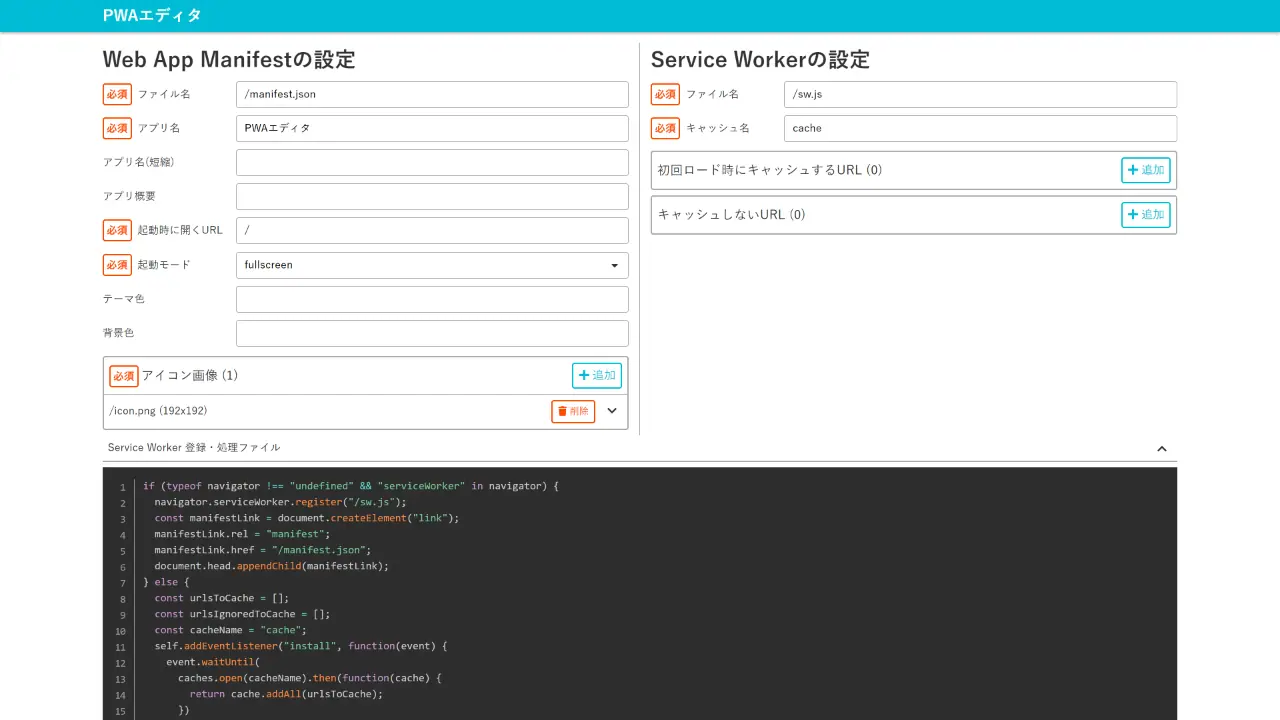 PWAエディタ
Web App Manifestの設定
必須 ファイル名 /manifest.json
必須 アプリ名 PWAエディタ
アプリ名(短縮)
アプリ概要
必須 起動時に開くURL /
必須 起動モード fullscreen
テーマ色
背景色
必須 アイコン画像 (1) 追加
/icon.png (192x192) 削除
Service Workerの設定
必須 ファイル名 /sw.js
必須 キャッシュ名 cache
初回ロード時にキャッシュするURL (0) 追加
キャッシュしないURL (0) 追加
Service Worker 登録・処理ファイル
1 if (typeof navigator !== "undefined" && "serviceWorker" in navigator) {
2 navigator.serviceWorker.register("/sw.js");
3 const manifestLink = document.createElement("link");
4 manifestLink.rel = "manifest";
5 manifestLink.href = "/manifest.json";
6 document.head.appendChild(manifestLink);
7 } else {
8 const urlsToCache = [];
9 const urlsIgnoredToCache = [];
10 const cacheName = "cache";
11 self.addEventListener("install", function(event) {
12 event.waitUntil(
13 caches.open(cacheName).then(function(cache) {
14 return cache.addAll(urlsToCache);
15 })